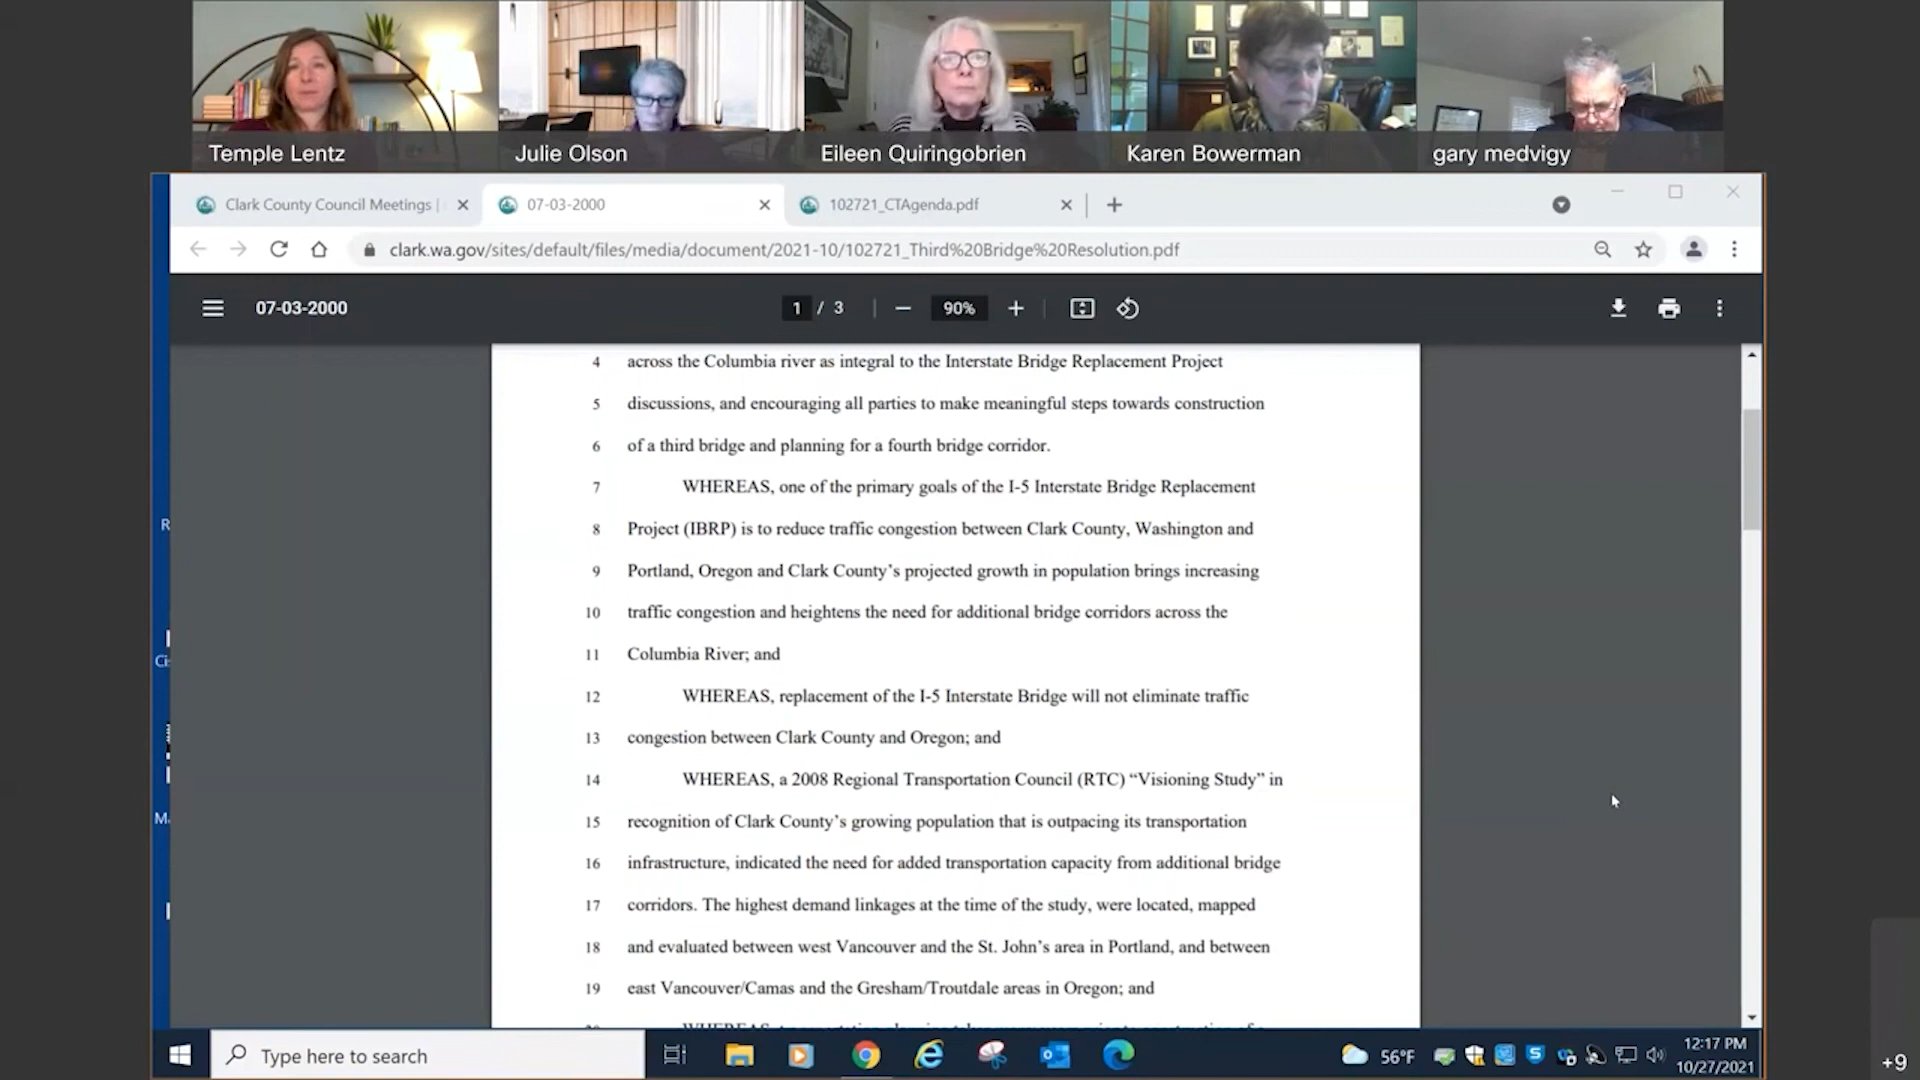 Temple Lentz
Julie Olson
Eileen Quiringobrien
Karen Bowerman
gary medvigy
Clark County Council Meetings |
07-03-2000
102721_CTAgenda.pdf
clark.wa.gov/sites/default/files/media/document/2021-10/102721_Third%20Bridge%20Resolution.pdf
07-03-2000
1 / 3
90%
4 across the Columbia river as integral to the Interstate Bridge Replacement Project
5 discussions, and encouraging all parties to make meaningful steps towards construction
6 of a third bridge and planning for a fourth bridge corridor.
7 WHEREAS, one of the primary goals of the I-5 Interstate Bridge Replacement
8 Project (IBRP) is to reduce traffic congestion between Clark County, Washington and
9 Portland, Oregon and Clark County’s projected growth in population brings increasing
10 traffic congestion and heightens the need for additional bridge corridors across the
11 Columbia River; and
12 WHEREAS, replacement of the I-5 Interstate Bridge will not eliminate traffic
13 congestion between Clark County and Oregon; and
14 WHEREAS, a 2008 Regional Transportation Council (RTC) “Visioning Study” in
15 recognition of Clark County’s growing population that is outpacing its transportation
16 infrastructure, indicated the need for added transportation capacity from additional bridge
17 corridors. The highest demand linkages at the time of the study, were located, mapped
18 and evaluated between west Vancouver and the St. John’s area in Portland, and between
19 east Vancouver/Camas and the Gresham/Troutdale areas in Oregon; and
R
Ci
Ma
Type here to search
56°F
12:17 PM
10/27/2021
+9